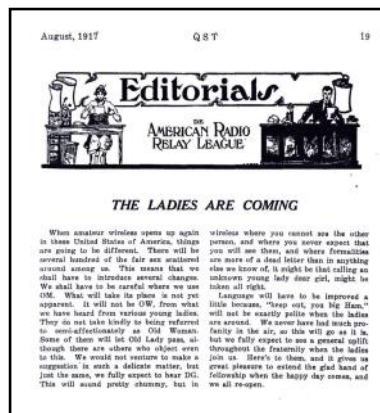 August, 1917 Q S T 19
Editorials
DE
AMERICAN RADIO
RELAY LEAGUE
THE LADIES ARE COMING
When amateur wireless opens up again
in these United States of America, things
are going to be different. There will be
several hundred of the fair sex scattered
around among us. This means that we
shall have to introduce several changes.
We shall have to be careful where we use
OM. What will take its place is not yet
apparent. It will not be OW, from what
we have heard from various young ladies.
They do not take kindly to being referred
to semi-affectionately as Old Woman.
Some of them will let Old Lady pass, al-
though there are others who object even
to this. We would not venture to make a
suggestion in such a delicate matter, but
just the same, we fully expect to hear DG.
This will sound pretty chummy, but in
wireless where you cannot see the other
person, and where you never expect that
you will see them, and where formalities
are more of a dead letter than in anything
else we know of, it might be that calling an
unknown young lady dear girl, might be
taken all right.
Language will have to be improved a
little because, "keep out, you big Ham,"
will not be exactly polite when the ladies
are around. We never have had much pro-
fanity in the air, so this will go as it is,
but we fully expect to see a general uplift
throughout the fraternity when the ladies
join us. Here's to them, and it gives us
great pleasure to extend the glad hand of
fellowship when the happy day comes, and
we all re-open.